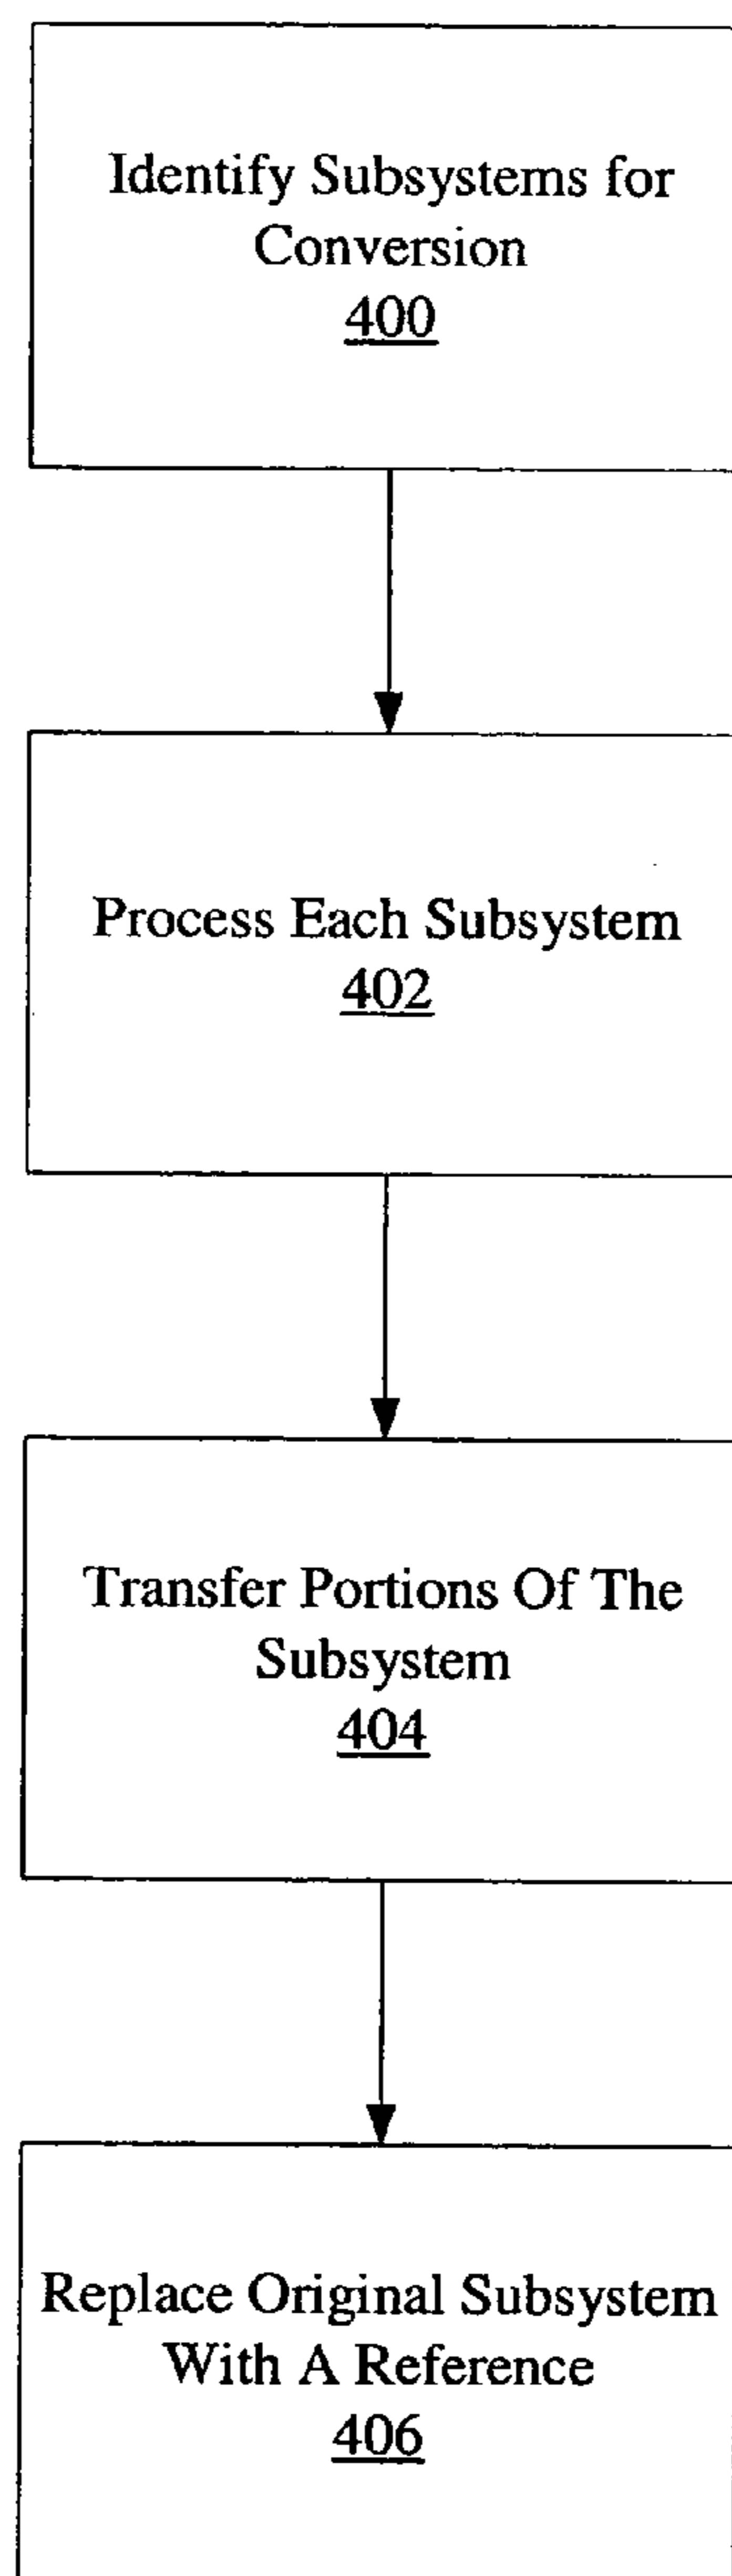 Identify Subsystems for
Conversion
400
Process Each Subsystem
402
Transfer Portions Of The
Subsystem
404
Replace Original Subsystem
With A Reference
406